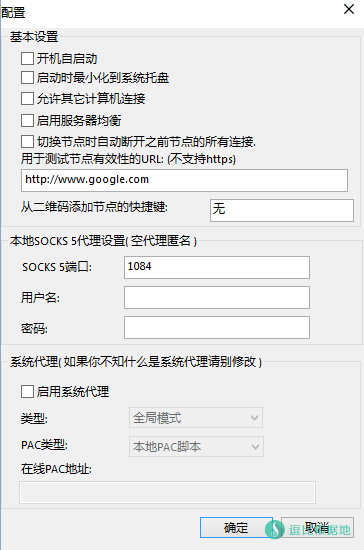 配置
基本设置
开机自启动
启动时最小化到系统托盘
允许其它计算机连接
启用服务器均衡
切换节点时自动断开之前节点的所有连接.
用于测试节点有效性的URL: (不支持https)
http://www.google.com
从二维码添加节点的快捷键: 无
本地SOCKS 5代理设置( 空代理匿名 )
SOCKS 5端口: 1084
用户名:
密码:
系统代理( 如果你不知什么是系统代理请别修改 )
启用系统代理
类型: 全局模式
PAC类型: 本地PAC脚本
在线PAC地址:
确定 取消
逗比根据地